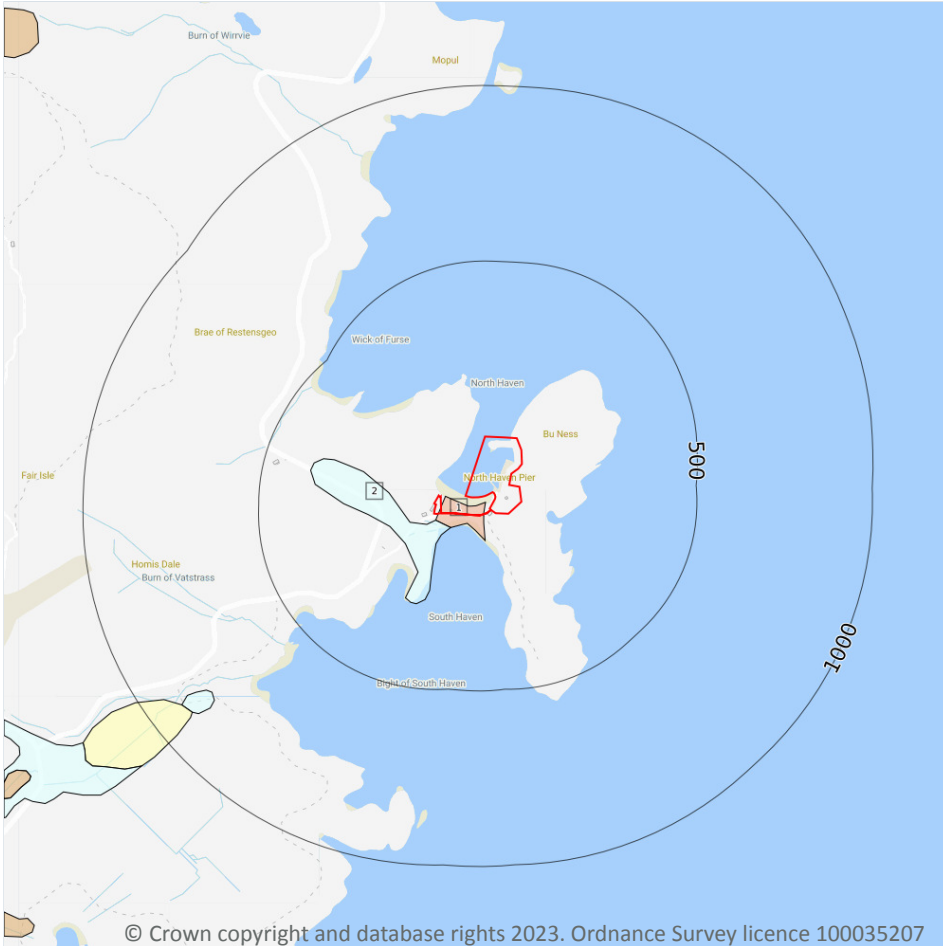 Burn of Wirrvie
Mopul
Brae of Restensgeo
Wick of Furse
North Haven
Bu Ness
500
Fair Isle
2
North Haven Pier
1
Homis Dale
Burn of Vatstrass
South Haven
1000
Bight of South Haven
© Crown copyright and database rights 2023. Ordnance Survey licence 100035207